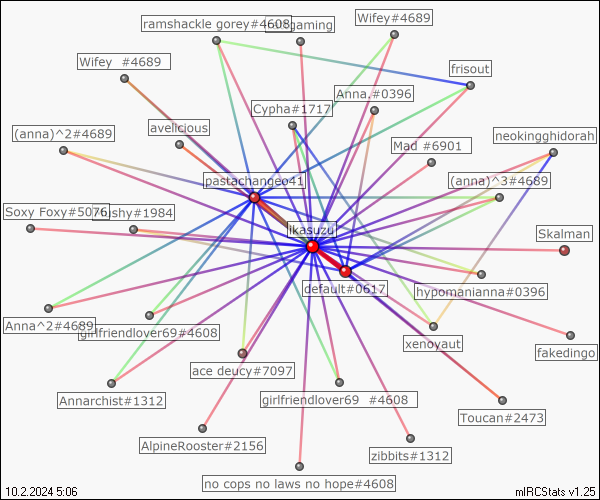 ramshackle gorey#4608
gaming
Wifey#4689
Wifey #4689
frisout
Anna,#0396
Cypha#1717
avelicious
(anna)^2#4689
neokingghidorah
Mad #6901
pastachangeo41
(anna)^3#4689
Soxy Foxy#5076
#1984
ikasuzu
Skalman
default#0617
hypomanianna#0396
Anna^2#4689
girlfriendlover69#4608
xenoyaut
fakedingo
ace deucy#7097
Annarchist#1312
girlfriendlover69 #4608
Toucan#2473
AlpineRooster#2156
zibbits#1312
no cops no laws no hope#4608
10.2.2024 5:06
mIRCStats v1.25